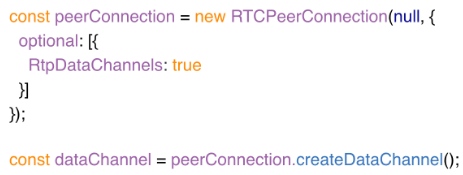 const peerConnection = new RTCPeerConnection(null, {
optional: [{
RtpDataChannels: true
}]
});
const dataChannel = peerConnection.createDataChannel();